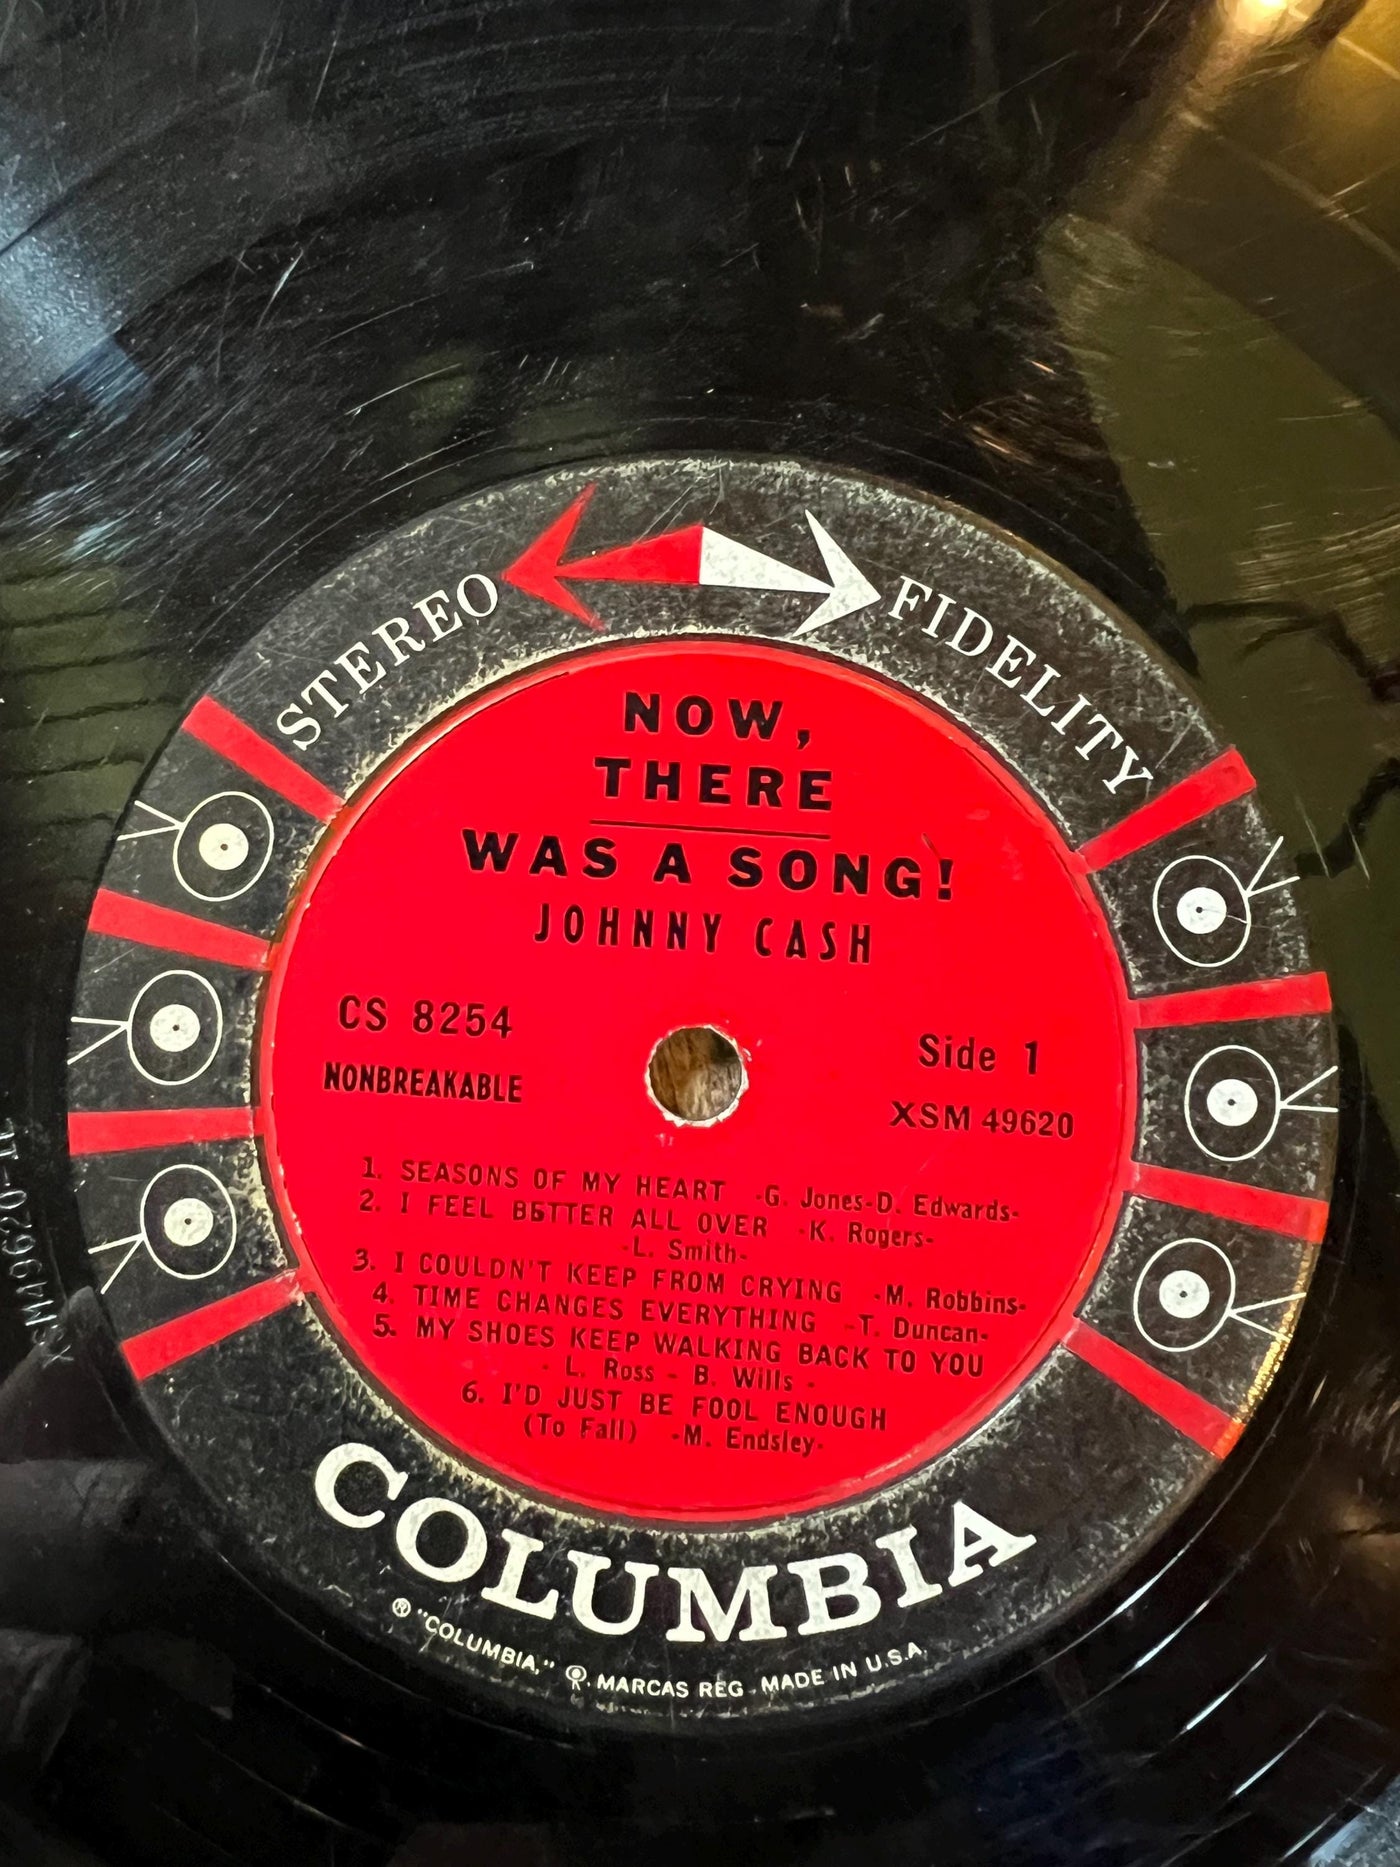 STEREO FIDELITY
NOW,
THERE
WAS A SONG!
JOHNNY CASH
CS 8254
NONBREAKABLE
Side 1
XSM 49620
1. SEASONS OF MY HEART -G. Jones-D. Edwards-
2. I FEEL BETTER ALL OVER -K. Rogers-
-L. Smith-
3. I COULDN'T KEEP FROM CRYING -M. Robbins-
4. TIME CHANGES EVERYTHING -T. Duncan-
5. MY SHOES KEEP WALKING BACK TO YOU
- L. Ross - B. Wills -
6. I'D JUST BE FOOL ENOUGH
(To Fall) -M. Endsley-
COLUMBIA
® "COLUMBIA," MARCAS REG. MADE IN U.S.A.